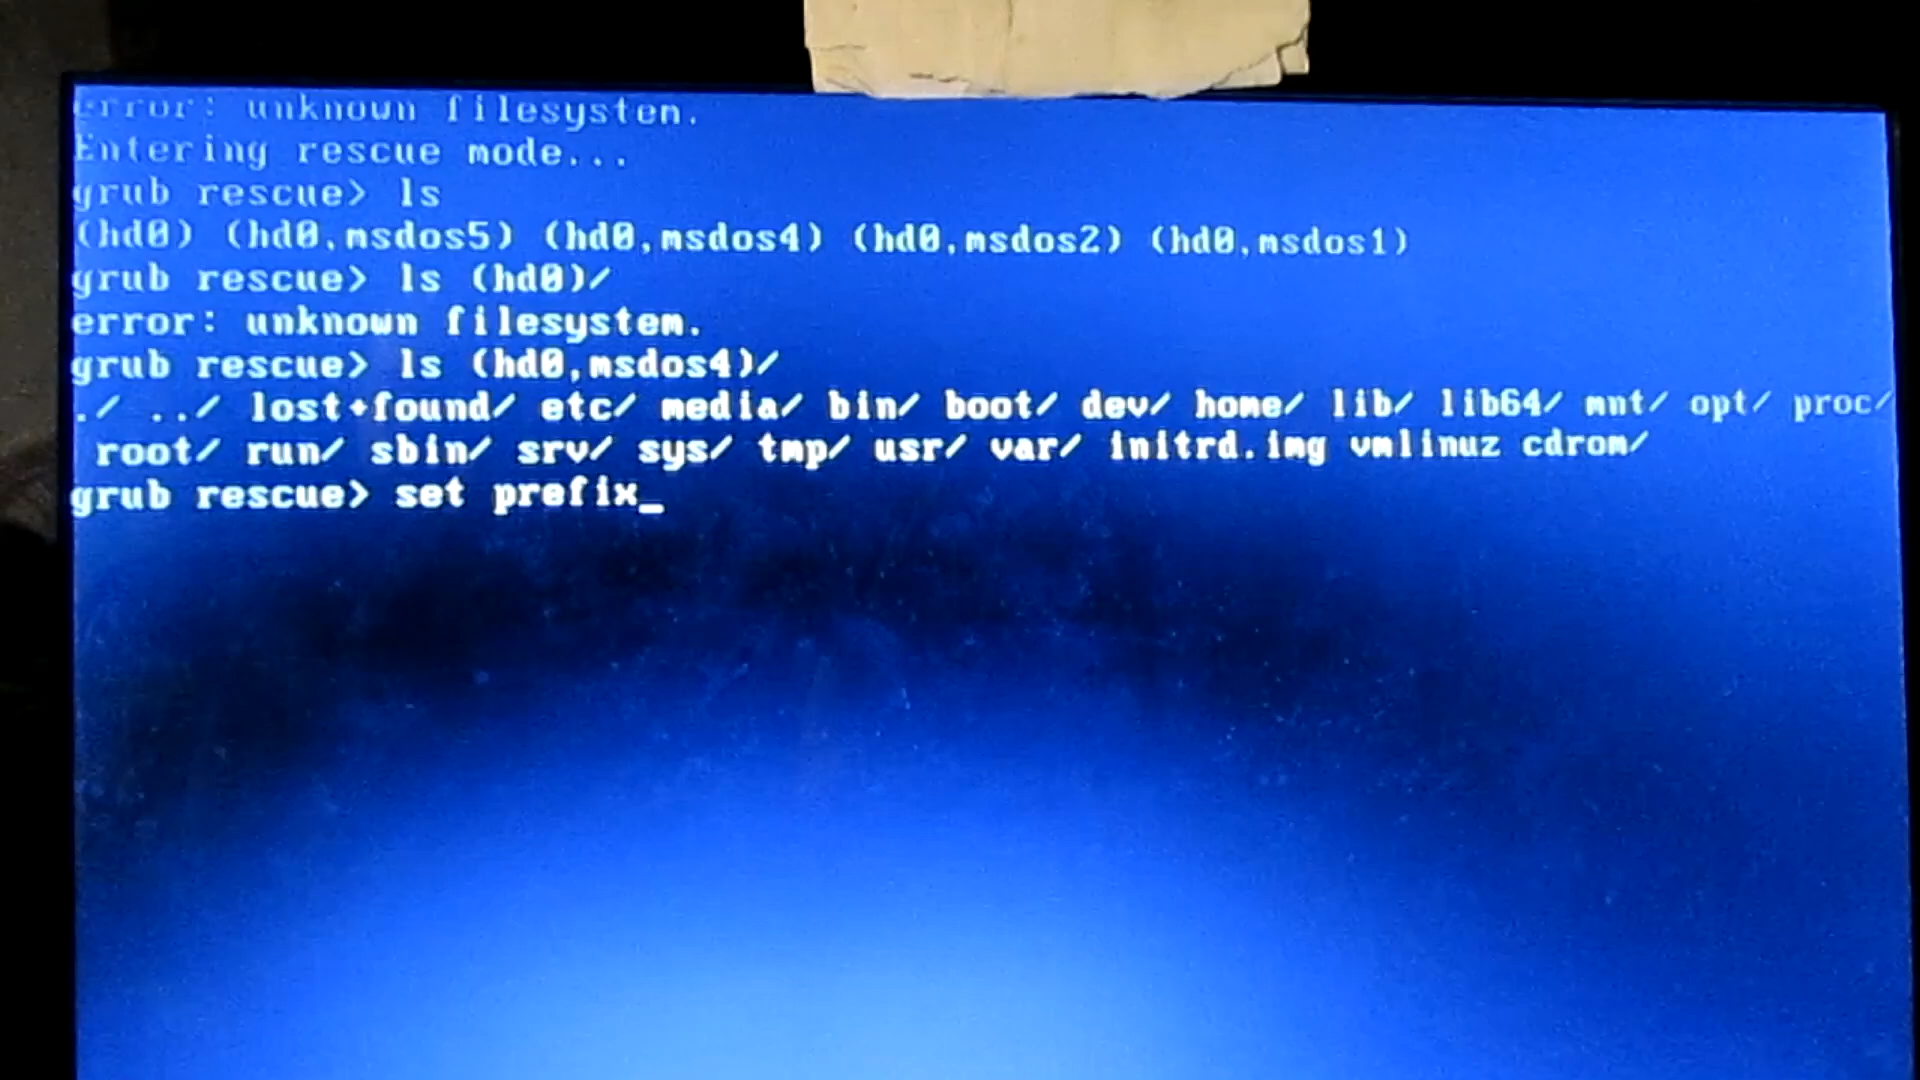 error: unknown filesystem.
Entering rescue mode...
grub rescue> ls
(hd0) (hd0,msdos5) (hd0,msdos4) (hd0,msdos2) (hd0,msdos1)
grub rescue> ls (hd0)/
error: unknown filesystem.
grub rescue> ls (hd0,msdos4)/
./ ../ lost+found/ etc/ media/ bin/ boot/ dev/ home/ lib/ lib64/ mnt/ opt/ proc/
root/ run/ sbin/ srv/ sys/ tmp/ usr/ var/ initrd.img vmlinuz cdrom/
grub rescue> set prefix_